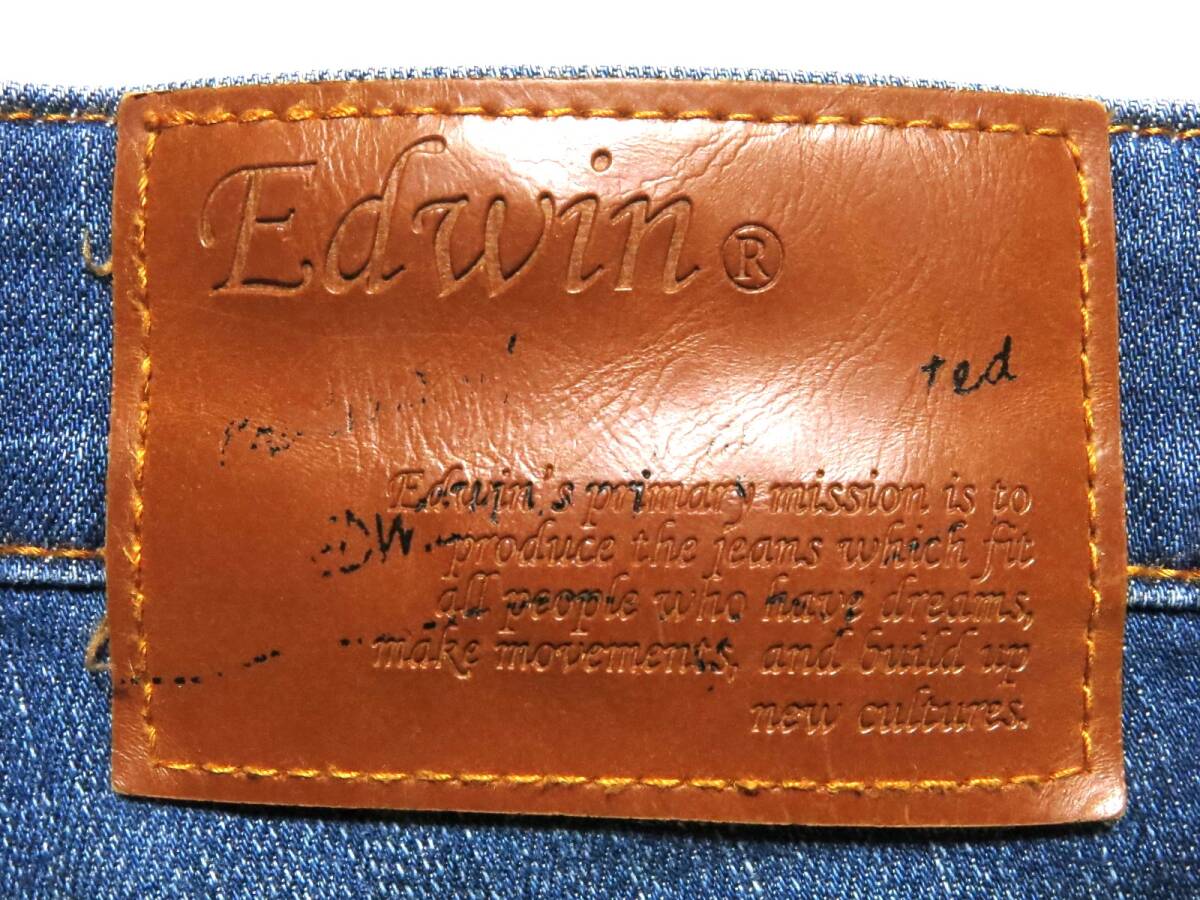 Edwin®
ted
Edwin's primary mission is to
produce the jeans which fit
all people who have dreams,
make movements, and build up
new cultures.